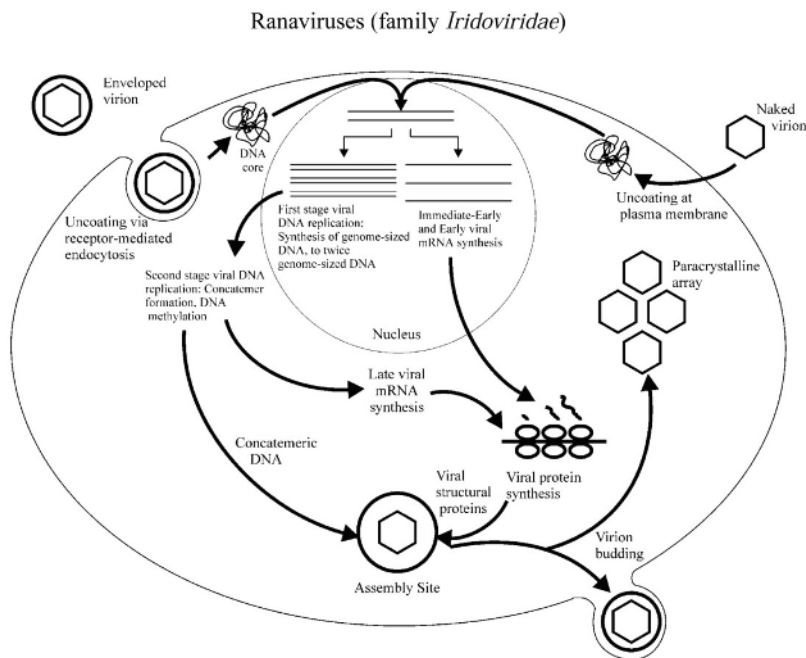 Ranaviruses (family Iridoviridae)
Enveloped
virion
DNA
core
Naked
virion
Uncoating via
receptor-mediated
endocytosis
First stage viral
DNA replication:
Synthesis of genome-sized
DNA, to twice
genome-sized DNA
Immediate-Early
and Early viral
mRNA synthesis
Uncoating at
plasma membrane
Second stage viral DNA
replication: Concatemer
formation, DNA
methylation
Paracrystalline
array
Nucleus
Late viral
mRNA
synthesis
Concatemeric
DNA
Viral
structural
proteins
Viral protein
synthesis
Virion
budding
Assembly Site